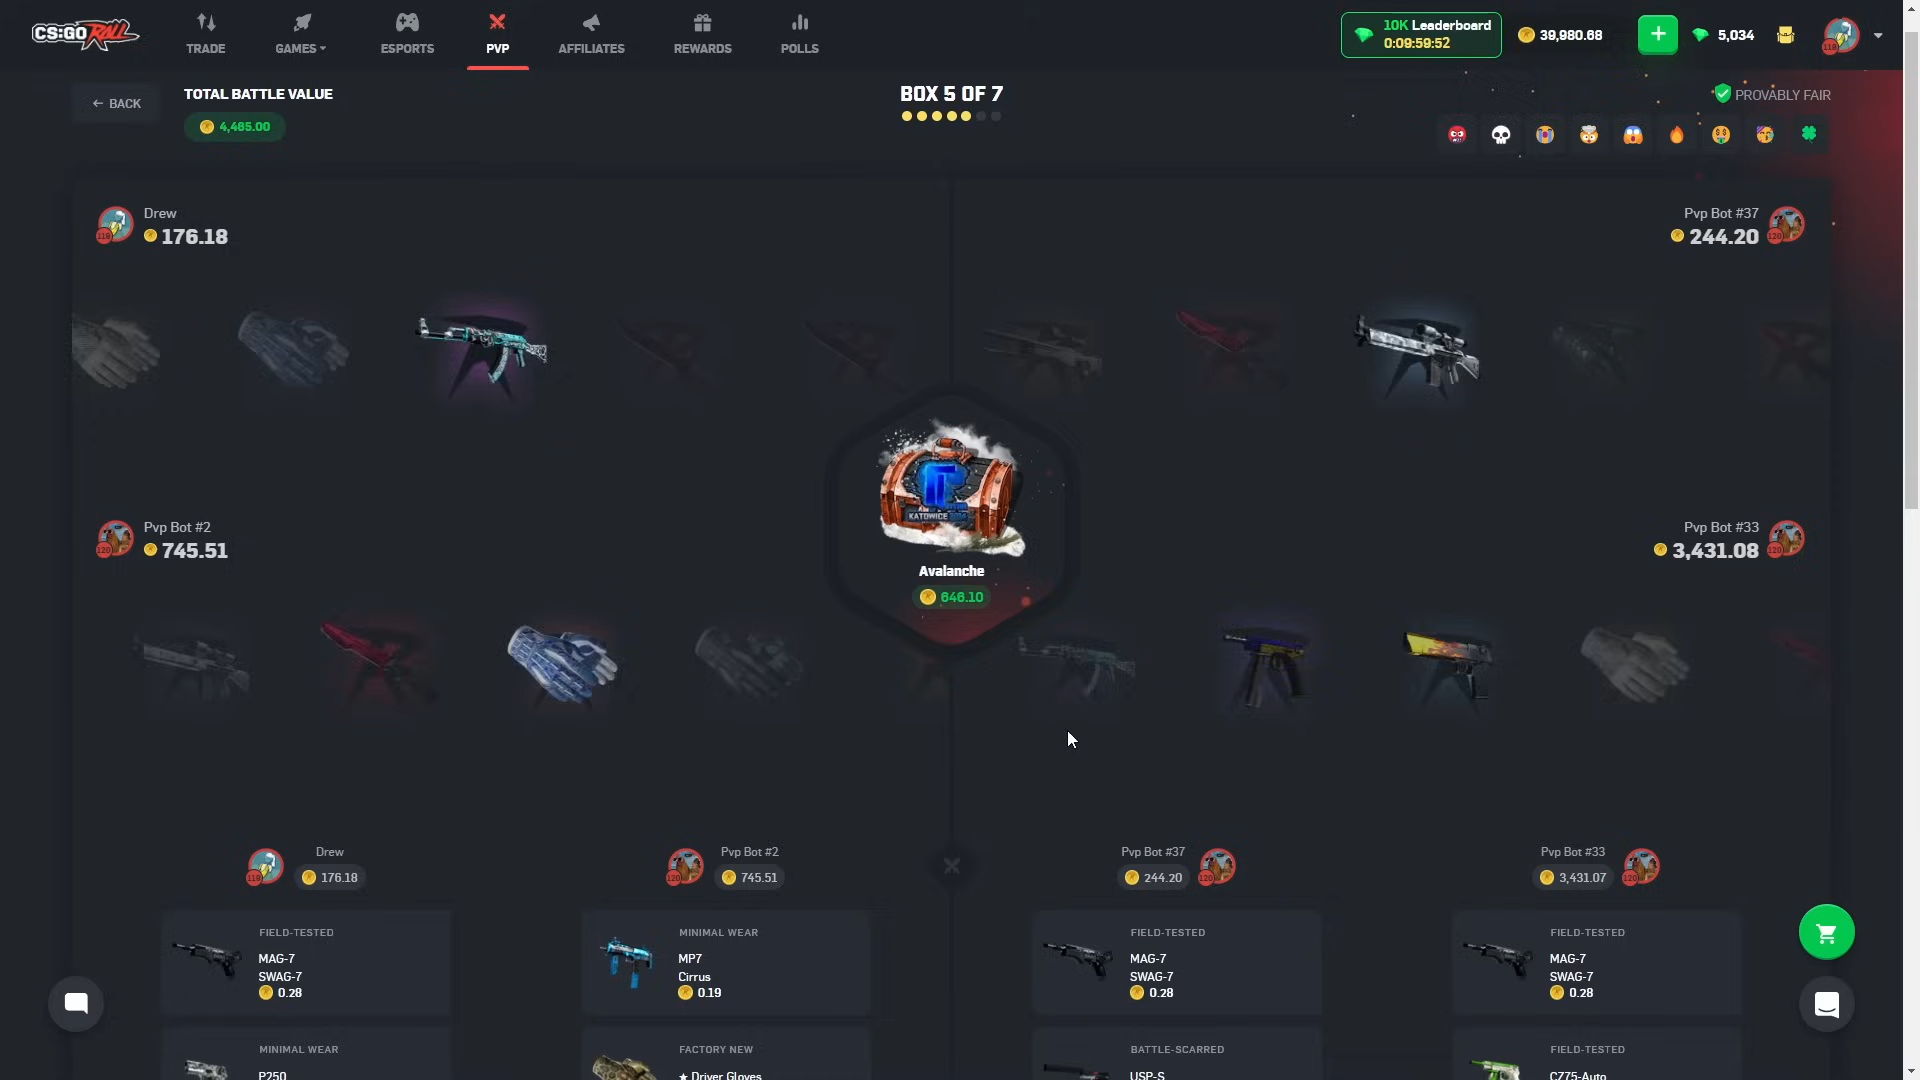 CS:GO ROLL
TRADE
GAMES
ESPORTS
PVP
AFFILIATES
REWARDS
POLLS
10K Leaderboard
0:09:59:52
39,980.68
+
5,034
← BACK
TOTAL BATTLE VALUE
4,465.00
BOX 5 OF 7
PROVABLY FAIR
Drew
176.18
Pvp Bot #37
244.20
Pvp Bot #2
745.51
Pvp Bot #33
3,431.08
KATOWICE 2014
Avalanche
646.10
Drew
176.18
Pvp Bot #2
745.51
Pvp Bot #37
244.20
Pvp Bot #33
3,431.07
FIELD-TESTED
MAG-7
SWAG-7
0.28
MINIMAL WEAR
MP7
Cirrus
0.19
FIELD-TESTED
MAG-7
SWAG-7
0.28
FIELD-TESTED
MAG-7
SWAG-7
0.28
MINIMAL WEAR
P250
FACTORY NEW
★ Driver Gloves
BATTLE-SCARRED
USP-S
FIELD-TESTED
CZ75-Auto